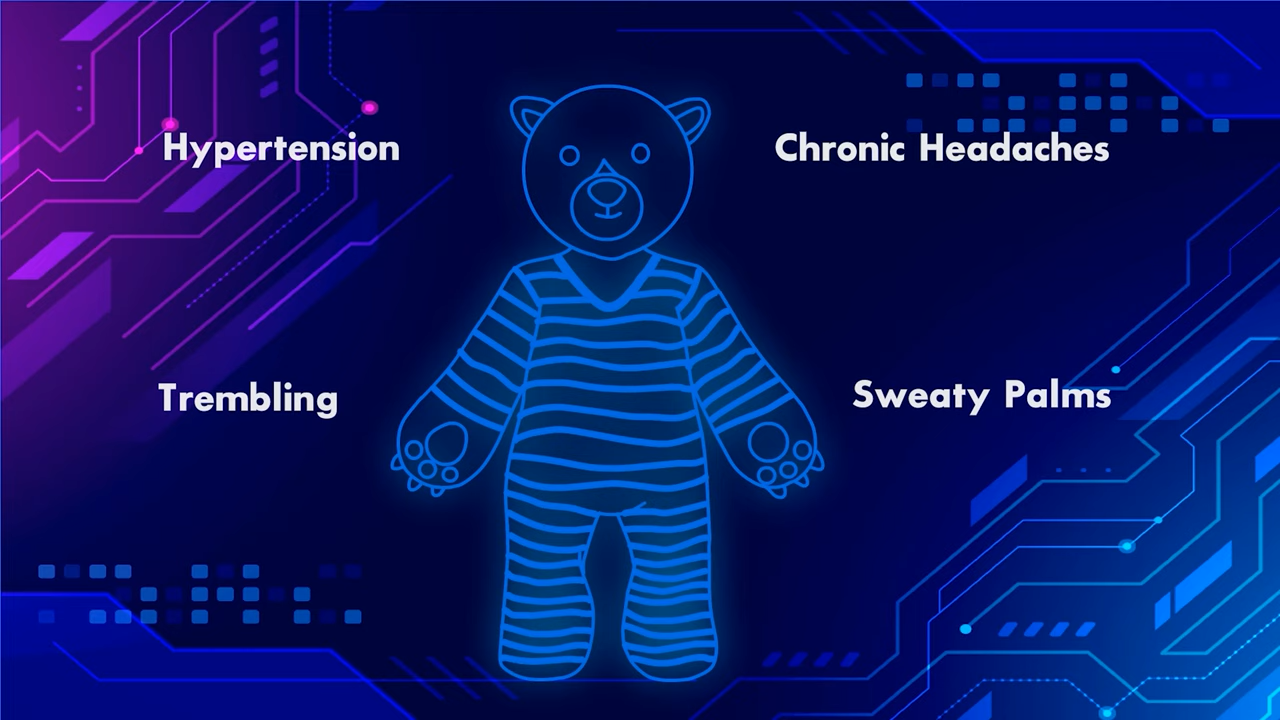 Hypertension
Chronic Headaches
Trembling
Sweaty Palms